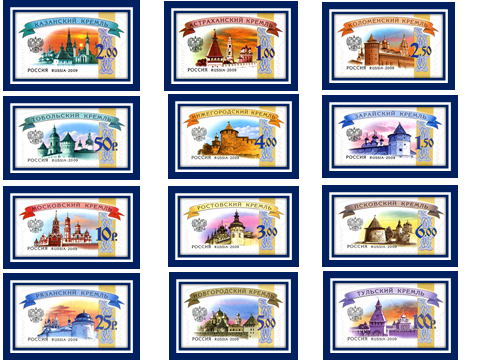 КАЗАНСКИЙ КРЕМЛЬ
2.00
РОССИЯ RUSSIA·2009
АСТРАХАНСКИЙ КРЕМЛЬ
1.00
РОССИЯ RUSSIA·2009
КОЛОМЕНСКИЙ КРЕМЛЬ
2.50
РОССИЯ RUSSIA·2009
ТОБОЛЬСКИЙ КРЕМЛЬ
50р.
РОССИЯ RUSSIA·2009
НИЖЕГОРОДСКИЙ КРЕМЛЬ
4.00
РОССИЯ RUSSIA·2009
ЗАРАЙСКИЙ КРЕМЛЬ
1.50
РОССИЯ RUSSIA·2009
МОСКОВСКИЙ КРЕМЛЬ
10р.
РОССИЯ RUSSIA·2009
РОСТОВСКИЙ КРЕМЛЬ
3.00
РОССИЯ RUSSIA·2009
ПСКОВСКИЙ КРЕМЛЬ
6.00
РОССИЯ RUSSIA·2009
РЯЗАНСКИЙ КРЕМЛЬ
25р.
РОССИЯ RUSSIA·2009
НОВГОРОДСКИЙ КРЕМЛЬ
5.00
РОССИЯ RUSSIA·2009
ТУЛЬСКИЙ КРЕМЛЬ
100р.
РОССИЯ RUSSIA·2009